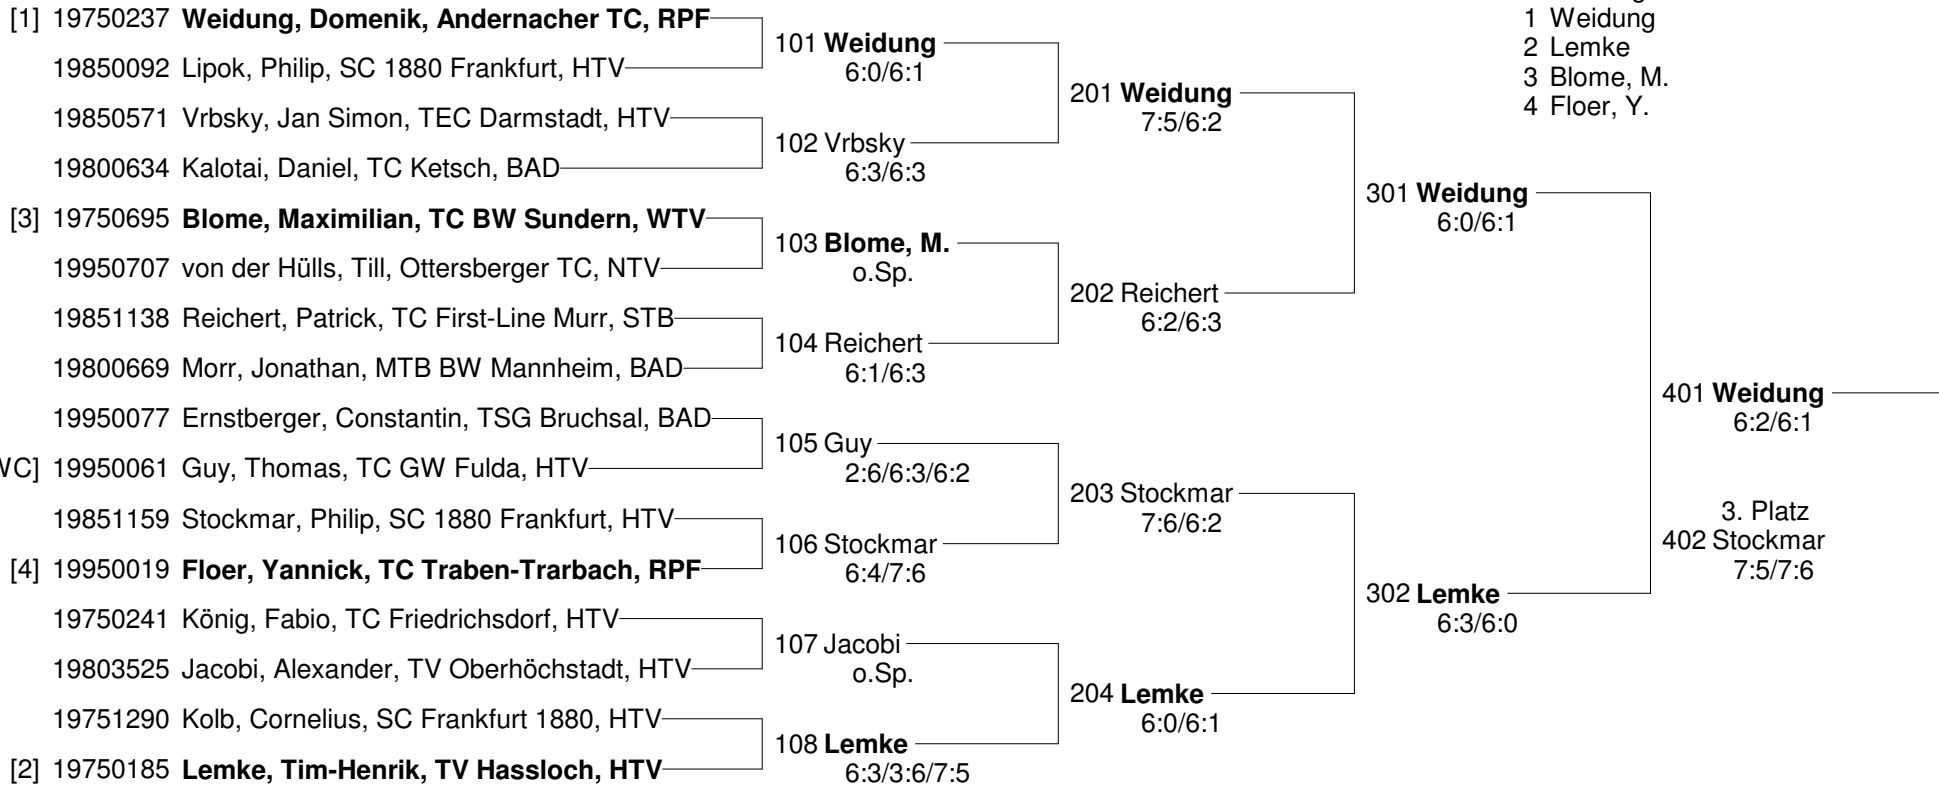 [1] 19750237 Weidung, Domenik, Andernacher TC, RPF
19850092 Lipok, Philip, SC 1880 Frankfurt, HTV
19850571 Vrbsky, Jan Simon, TEC Darmstadt, HTV
19800634 Kalotai, Daniel, TC Ketsch, BAD
[3] 19750695 Blome, Maximilian, TC BW Sundern, WTV
19950707 von der Hülls, Till, Ottersberger TC, NTV
19851138 Reichert, Patrick, TC First-Line Murr, STB
19800669 Morr, Jonathan, MTB BW Mannheim, BAD
19950077 Ernstberger, Constantin, TSG Bruchsal, BAD
WC] 19950061 Guy, Thomas, TC GW Fulda, HTV
19851159 Stockmar, Philip, SC 1880 Frankfurt, HTV
[4] 19950019 Floer, Yannick, TC Traben-Trarbach, RPF
19750241 König, Fabio, TC Friedrichsdorf, HTV
19803525 Jacobi, Alexander, TV Oberhöchstadt, HTV
19751290 Kolb, Cornelius, SC Frankfurt 1880, HTV
[2] 19750185 Lemke, Tim-Henrik, TV Hassloch, HTV
101 Weidung
6:0/6:1
102 Vrbsky
6:3/6:3
103 Blome, M.
o.Sp.
104 Reichert
6:1/6:3
105 Guy
2:6/6:3/6:2
106 Stockmar
6:4/7:6
107 Jacobi
o.Sp.
108 Lemke
6:3/3:6/7:5
201 Weidung
7:5/6:2
202 Reichert
6:2/6:3
203 Stockmar
7:6/6:2
204 Lemke
6:0/6:1
301 Weidung
6:0/6:1
302 Lemke
6:3/6:0
401 Weidung
6:2/6:1
3. Platz
402 Stockmar
7:5/7:6
1 Weidung
2 Lemke
3 Blome, M.
4 Floer, Y.